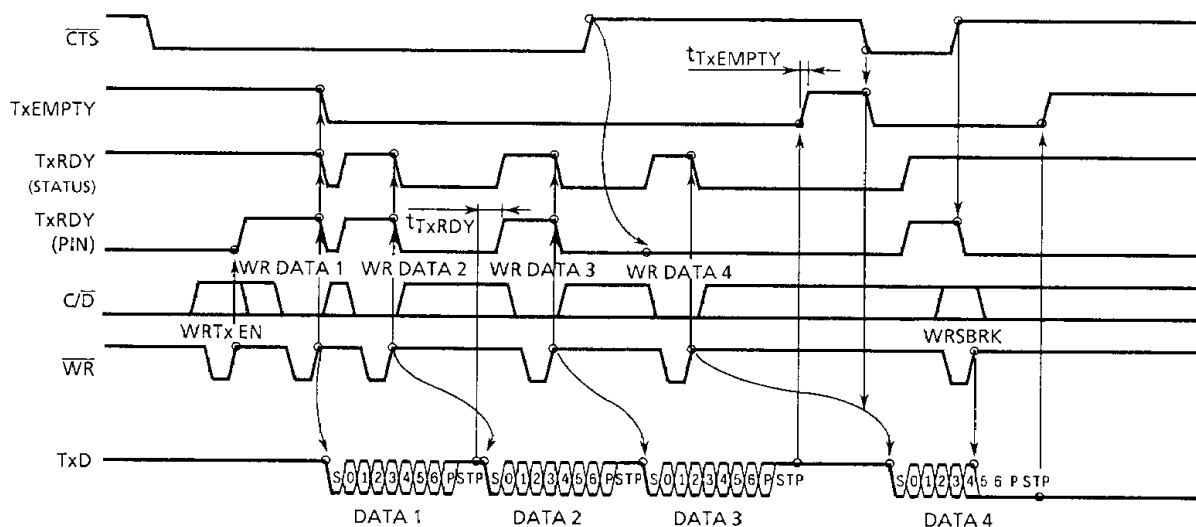 CTS
tTxEMPTY
TxEMPTY
TxRDY
(STATUS)
TxRDY
(PIN)
tTxRDY
WR DATA 1 WR DATA 2 WR DATA 3 WR DATA 4
C/D
WRTx EN
WRSBRK
WR
TxD
S 0 1 2 3 4 5 6 P STP S 0 1 2 3 4 5 6 P STP S 0 1 2 3 4 5 6 P STP S 0 1 2 3 4 5 6 P STP
DATA 1 DATA 2 DATA 3 DATA 4